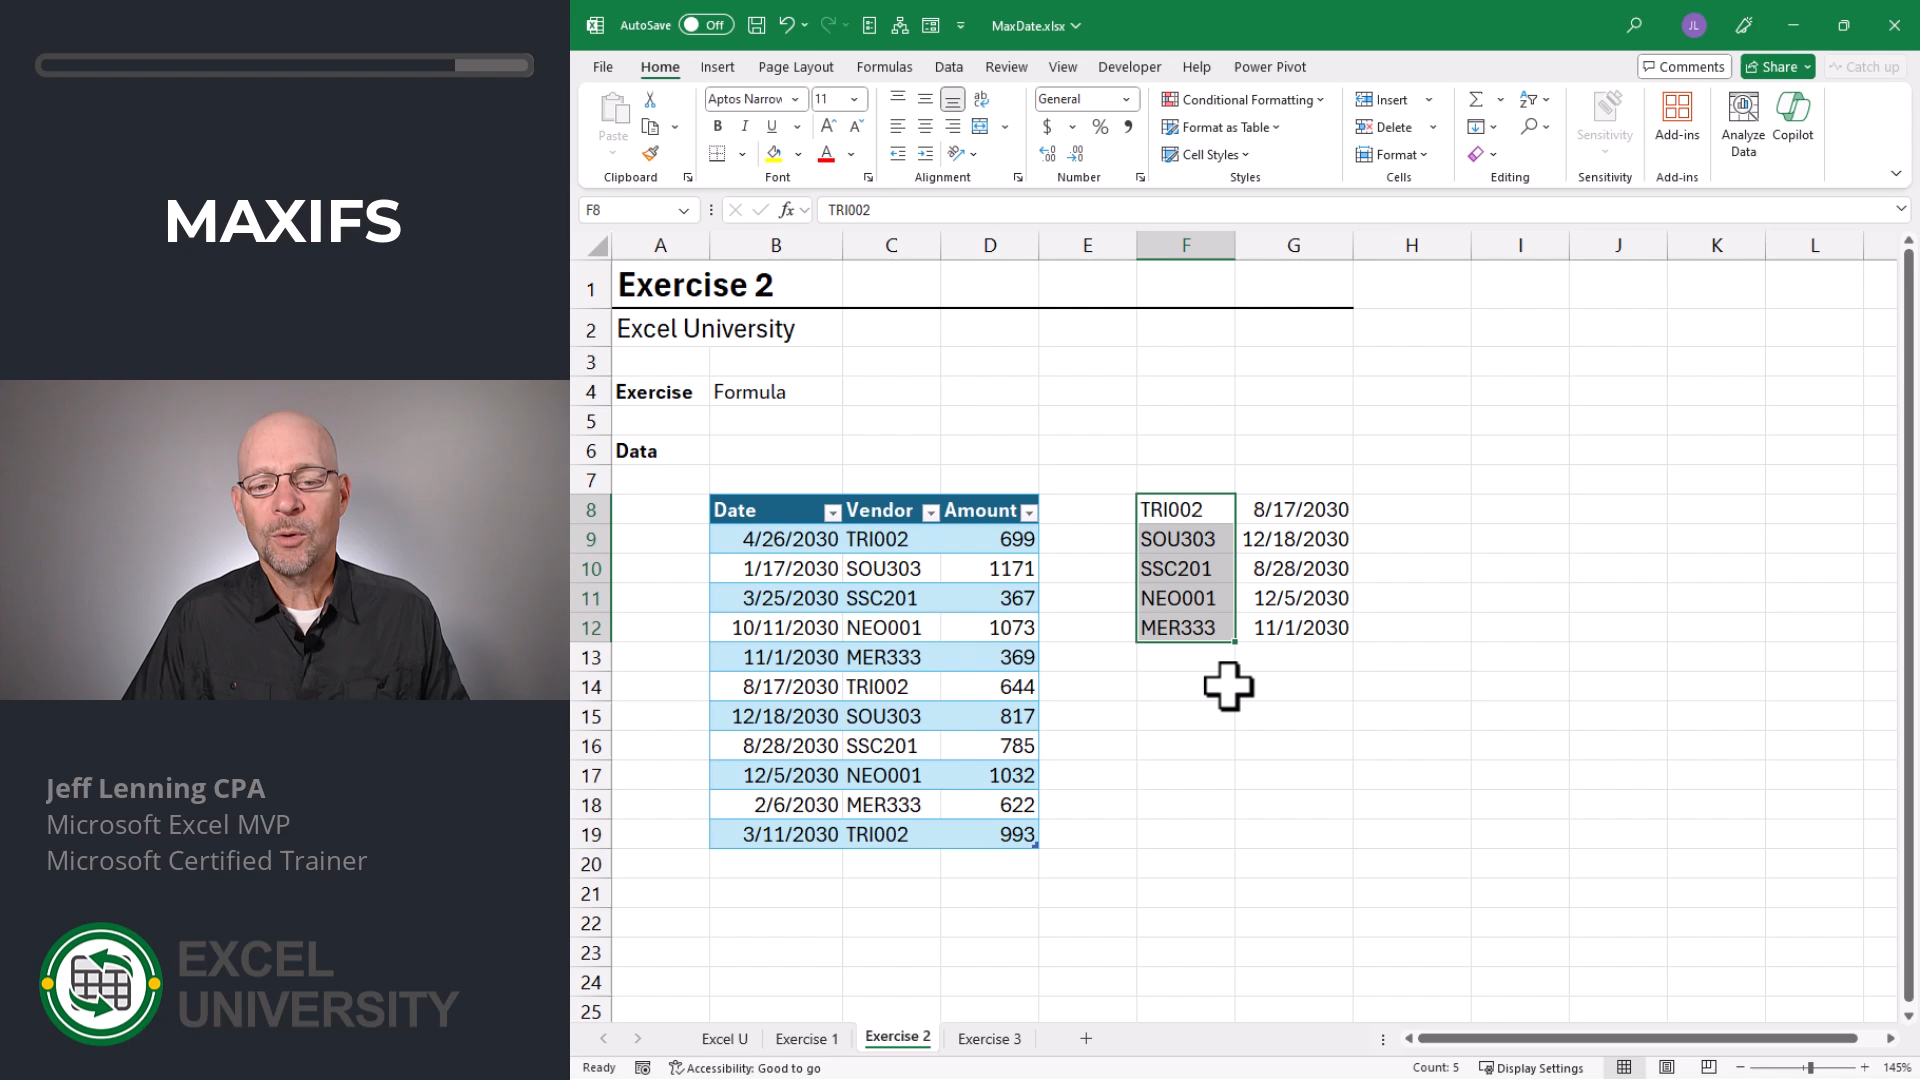 MAXIFS
Jeff Lenning CPA
Microsoft Excel MVP
Microsoft Certified Trainer
EXCEL
UNIVERSITY
AutoSave Off MaxDate.xlsx JL
File Home Insert Page Layout Formulas Data Review View Developer Help Power Pivot Comments Share Catch up
Paste Aptos Narrow 11 General Conditional Formatting Insert Sensitivity Add-ins Analyze Data Copilot
B I U $ % Format as Table Delete
Cell Styles Format
Clipboard Font Alignment Number Styles Cells Editing Sensitivity Add-ins
F8 fx TRI002
A B C D E F G H I J K L
1 Exercise 2
2 Excel University
3
4 Exercise Formula
5
6 Data
7
8 Date Vendor Amount TRI002 8/17/2030
9 4/26/2030 TRI002 699 SOU303 12/18/2030
10 1/17/2030 SOU303 1171 SSC201 8/28/2030
11 3/25/2030 SSC201 367 NEO001 12/5/2030
12 10/11/2030 NEO001 1073 MER333 11/1/2030
13 11/1/2030 MER333 369
14 8/17/2030 TRI002 644
15 12/18/2030 SOU303 817
16 8/28/2030 SSC201 785
17 12/5/2030 NEO001 1032
18 2/6/2030 MER333 622
19 3/11/2030 TRI002 993
20
21
22
23
24
25
Excel U Exercise 1 Exercise 2 Exercise 3
Ready Accessibility: Good to go Count: 5 Display Settings 145%